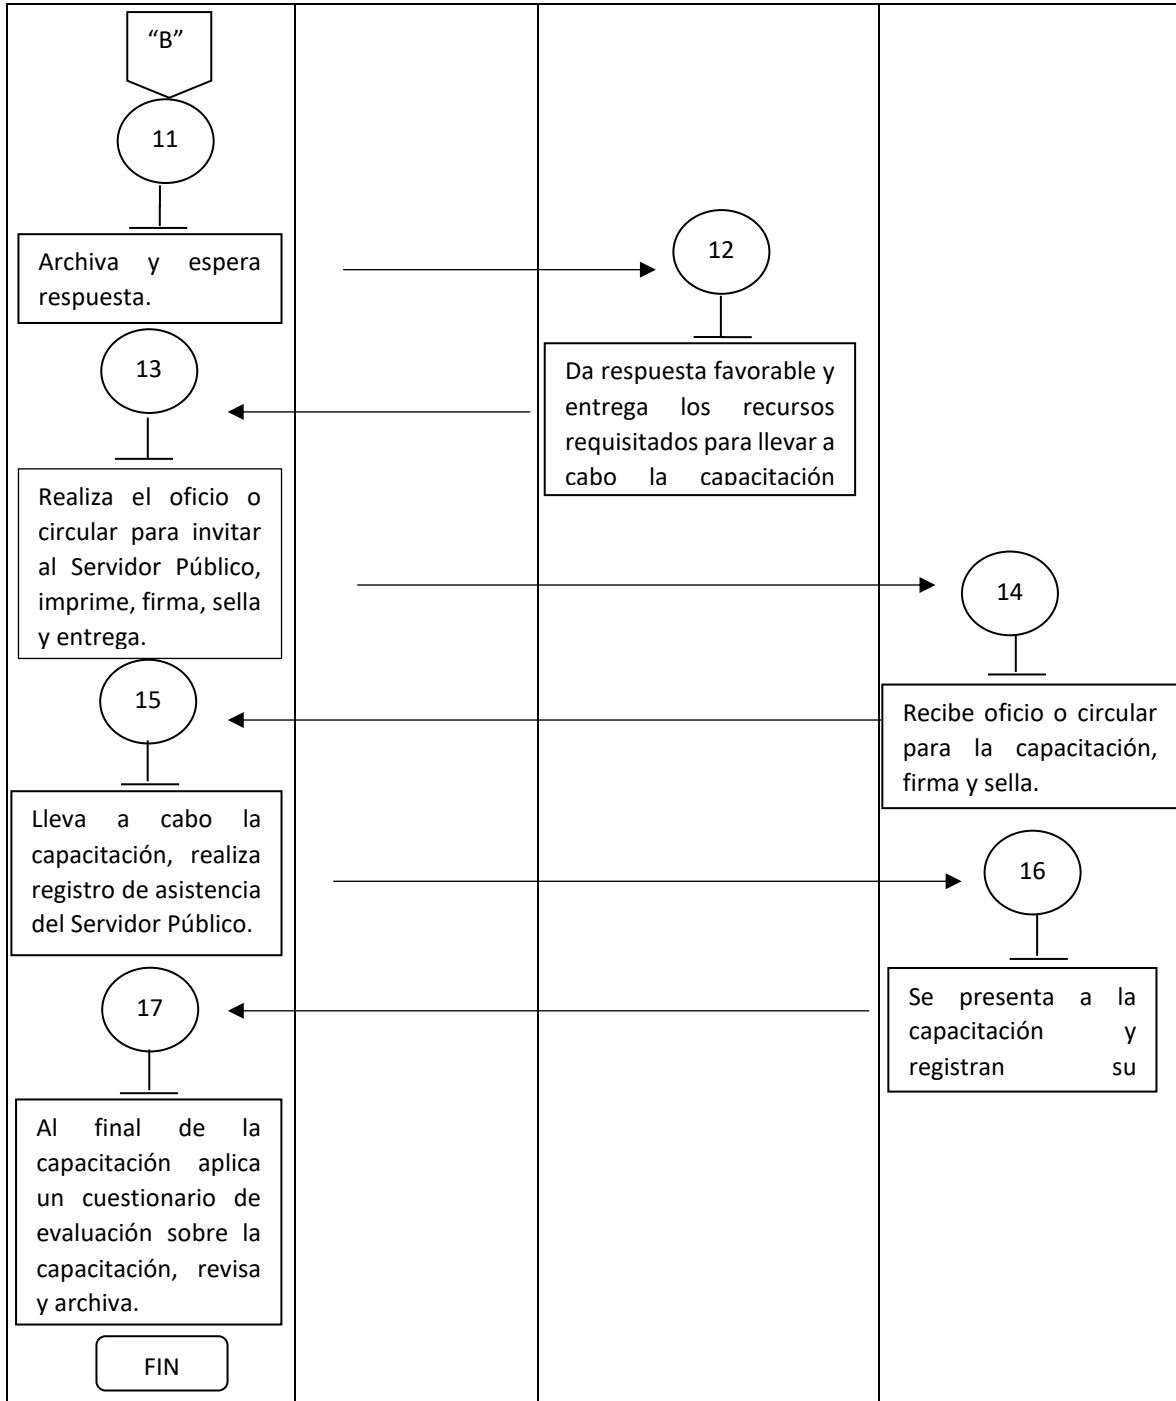 “B”
11
Archiva y espera
respuesta.
12
Da respuesta favorable y
entrega los recursos
requisitados para llevar a
cabo la capacitación
13
Realiza el oficio o
circular para invitar
al Servidor Público,
imprime, firma, sella
y entrega.
14
Recibe oficio o circular
para la capacitación,
firma y sella.
15
Lleva a cabo la
capacitación, realiza
registro de asistencia
del Servidor Público.
16
Se presenta a la
capacitación y
registran su
17
Al final de la
capacitación aplica
un cuestionario de
evaluación sobre la
capacitación, revisa
y archiva.
FIN